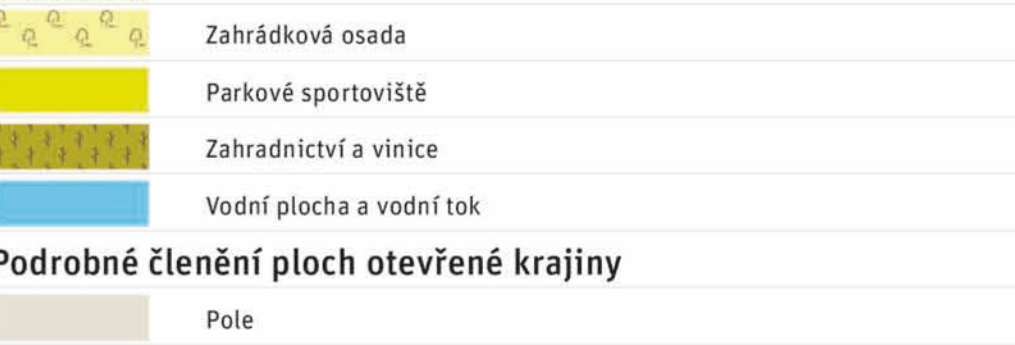 Zahrádková osada
Parkové sportoviště
Zahradnictví a vinice
Vodní plocha a vodní tok
Podrobné členění ploch otevřené krajiny
Pole